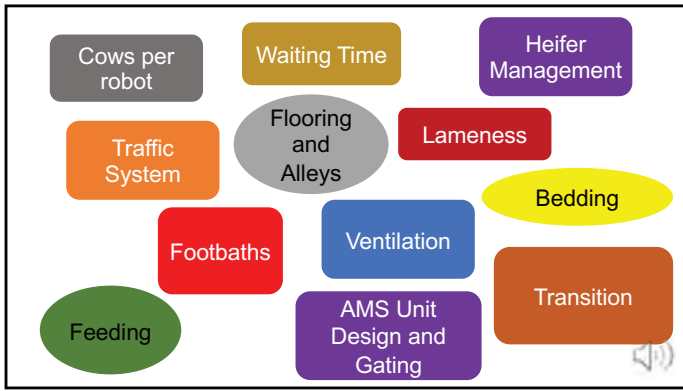 Cows per
robot
Waiting Time
Heifer
Management
Traffic
System
Flooring
and
Alleys
Lameness
Bedding
Footbaths
Ventilation
Transition
Feeding
AMS Unit
Design and
Gating